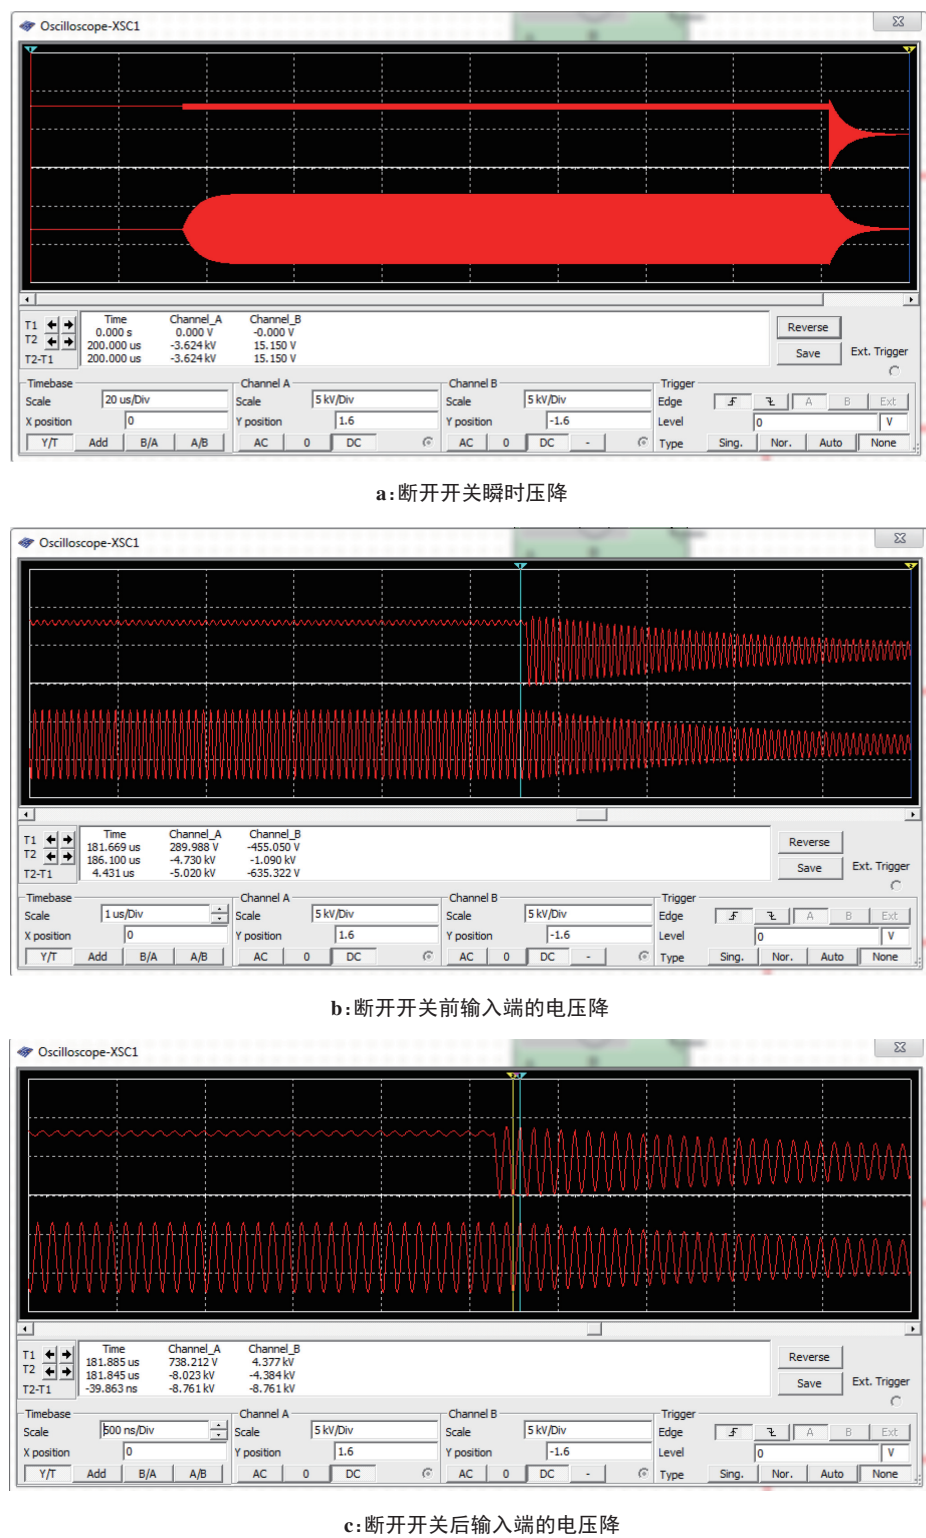 Oscilloscope-XSC1
Time Channel_A Channel_B
T1 0.000 s 0.000 V -0.000 V
T2 200.000 us -3.624 kV 15.150 V
T2-T1 200.000 us -3.624 kV 15.150 V
Reverse
Save
Ext. Trigger
Timebase Channel A Channel B Trigger
Scale 20 us/Div Scale 5 kV/Div Scale 5 kV/Div Edge A B Ext
X position 0 Y position 1.6 Y position -1.6 Level 0 V
Y/T Add B/A A/B AC 0 DC AC 0 DC - Type Sing. Nor. Auto None
a:断开开关瞬时压降
Oscilloscope-XSC1
Time Channel_A Channel_B
T1 181.669 us 289.988 V -455.050 V
T2 186.100 us -4.730 kV -1.090 kV
T2-T1 4.431 us -5.020 kV -635.322 V
Reverse
Save
Ext. Trigger
Timebase Channel A Channel B Trigger
Scale 1 us/Div Scale 5 kV/Div Scale 5 kV/Div Edge A B Ext
X position 0 Y position 1.6 Y position -1.6 Level 0 V
Y/T Add B/A A/B AC 0 DC AC 0 DC - Type Sing. Nor. Auto None
b:断开开关前输入端的电压降
Oscilloscope-XSC1
Time Channel_A Channel_B
T1 181.885 us 738.212 V 4.377 kV
T2 181.845 us -8.023 kV -4.384 kV
T2-T1 -39.863 ns -8.761 kV -8.761 kV
Reverse
Save
Ext. Trigger
Timebase Channel A Channel B Trigger
Scale 500 ns/Div Scale 5 kV/Div Scale 5 kV/Div Edge A B Ext
X position 0 Y position 1.6 Y position -1.6 Level 0 V
Y/T Add B/A A/B AC 0 DC AC 0 DC - Type Sing. Nor. Auto None
c:断开开关后输入端的电压降